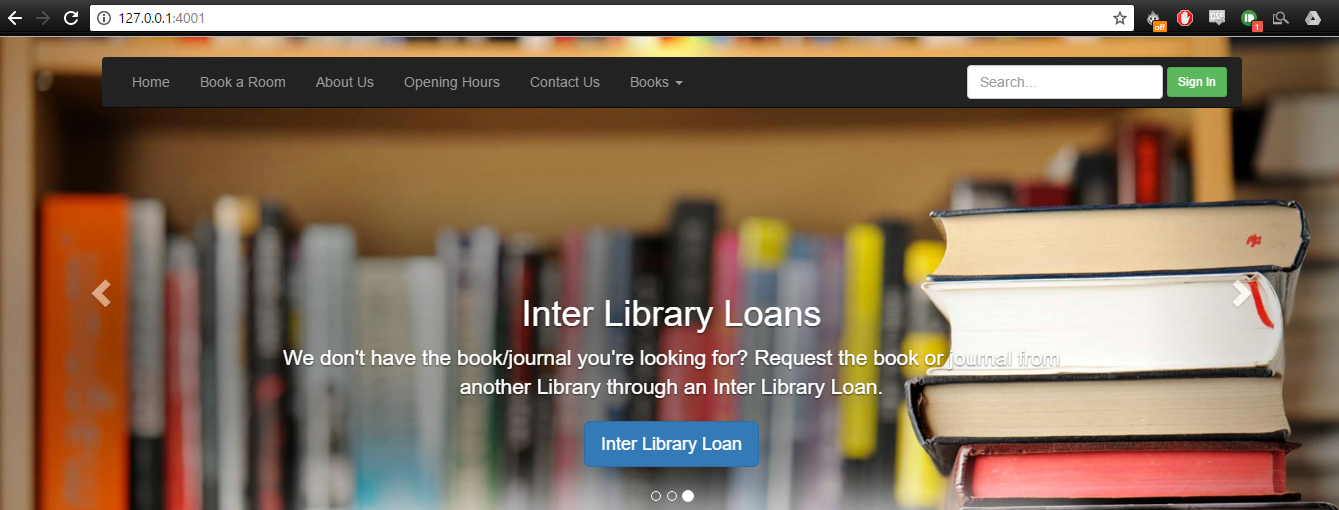 127.0.0.1:4001
off
GSP
1
Home Book a Room About Us Opening Hours Contact Us Books Search... Sign In
Inter Library Loans
We don't have the book/journal you're looking for? Request the book or journal from
another Library through an Inter Library Loan.
Inter Library Loan